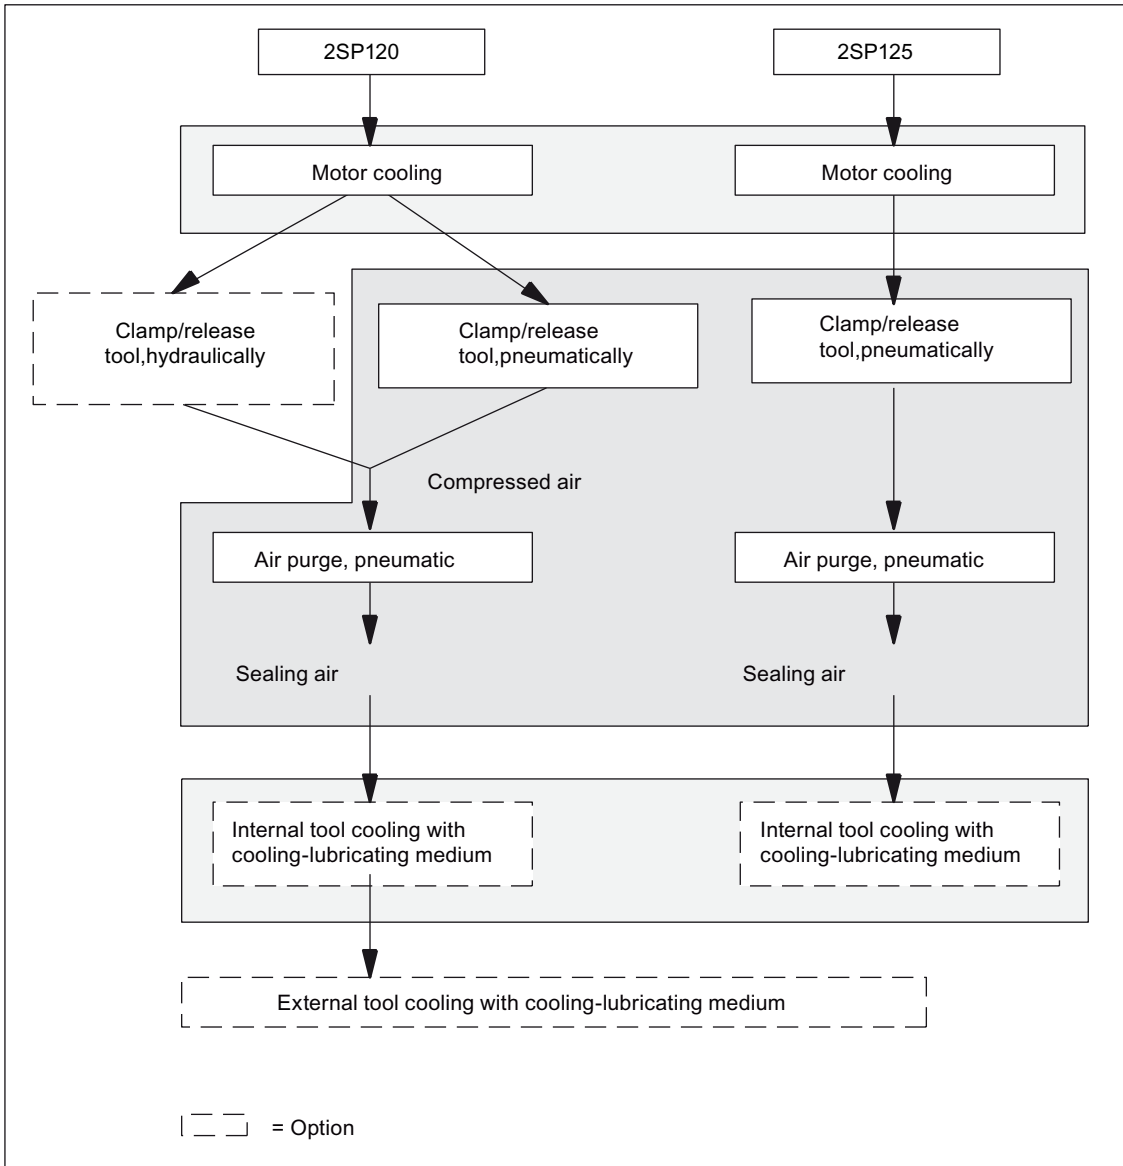 2SP120
2SP125
Motor cooling
Motor cooling
Clamp/release
tool,hydraulically
Clamp/release
tool,pneumatically
Clamp/release
tool,pneumatically
Compressed air
Air purge, pneumatic
Air purge, pneumatic
Sealing air
Sealing air
Internal tool cooling with
cooling-lubricating medium
Internal tool cooling with
cooling-lubricating medium
External tool cooling with cooling-lubricating medium
= Option